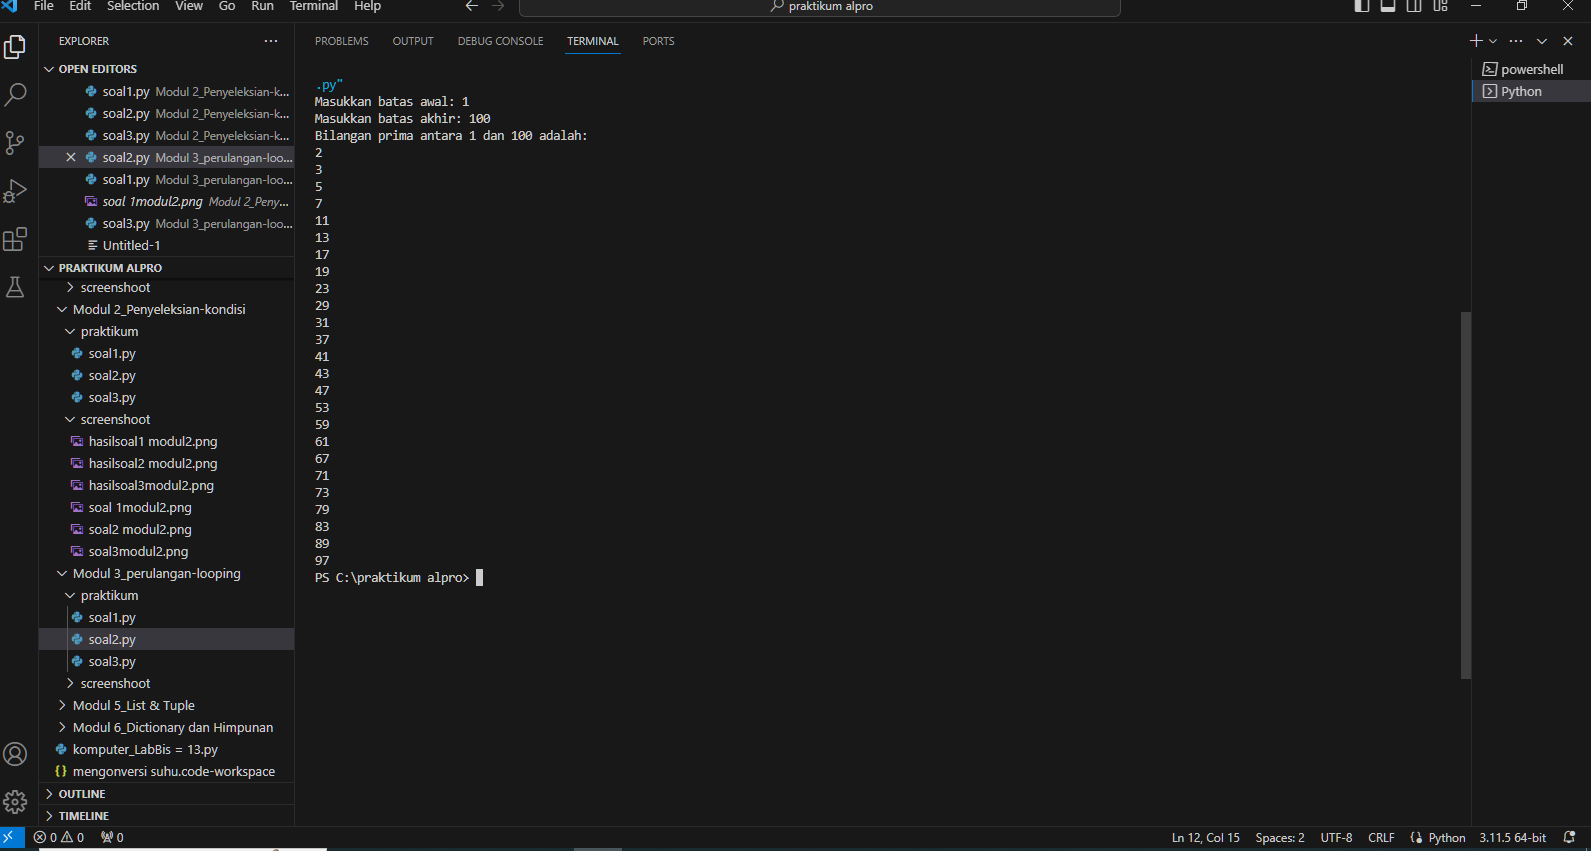 File Edit Selection View Go Run Terminal Help
praktikum alpro
EXPLORER
OPEN EDITORS
soal1.py Modul 2_Penyeleksian-k...
soal2.py Modul 2_Penyeleksian-k...
soal3.py Modul 2_Penyeleksian-k...
soal2.py Modul 3_perulangan-loo...
soal1.py Modul 3_perulangan-loo...
soal 1modul2.png Modul 2_Peny...
soal3.py Modul 3_perulangan-loo...
Untitled-1
PRAKTIKUM ALPRO
screenshoot
Modul 2_Penyeleksian-kondisi
praktikum
soal1.py
soal2.py
soal3.py
screenshoot
hasilsoal1 modul2.png
hasilsoal2 modul2.png
hasilsoal3modul2.png
soal 1modul2.png
soal2 modul2.png
soal3modul2.png
Modul 3_perulangan-looping
praktikum
soal1.py
soal2.py
soal3.py
screenshoot
Modul 5_List & Tuple
Modul 6_Dictionary dan Himpunan
komputer_LabBis = 13.py
mengonversi suhu.code-workspace
OUTLINE
TIMELINE
PROBLEMS OUTPUT DEBUG CONSOLE TERMINAL PORTS
.py"
Masukkan batas awal: 1
Masukkan batas akhir: 100
Bilangan prima antara 1 dan 100 adalah:
2
3
5
7
11
13
17
19
23
29
31
37
41
43
47
53
59
61
67
71
73
79
83
89
97
PS C:\praktikum alpro>
powershell
Python
0 0 0
Ln 12, Col 15 Spaces: 2 UTF-8 CRLF Python 3.11.5 64-bit